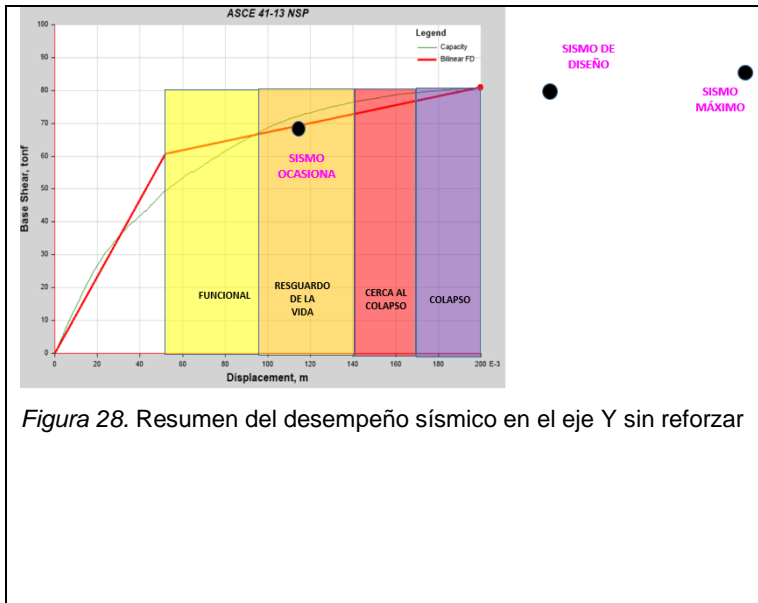 ASCE 41-13 NSP
Legend
Capacity
Bilinear FD
Base Shear, tonf
100
90
80
70
60
50
40
30
20
10
0
0 20 40 60 80 100 120 140 160 180 200 E-3
Displacement, m
FUNCIONAL
RESGUARDO
DE LA
VIDA
CERCA AL
COLAPSO
COLAPSO
SISMO
OCASIONA
SISMO DE
DISEÑO
SISMO
MÁXIMO
Figura 28. Resumen del desempeño sísmico en el eje Y sin reforzar